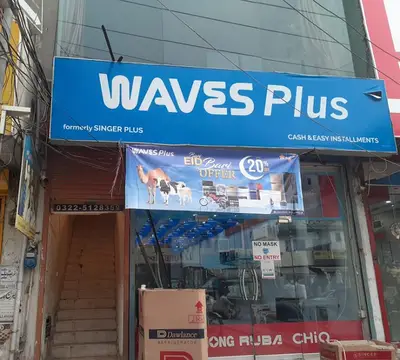 WAVES Plus
formerly SINGER PLUS
CASH & EASY INSTALLMENTS
WAVES Plus
EID Bari
OFFER
20%
NO MASK
NO ENTRY
Dawlance
ONG RUBA CHiQ